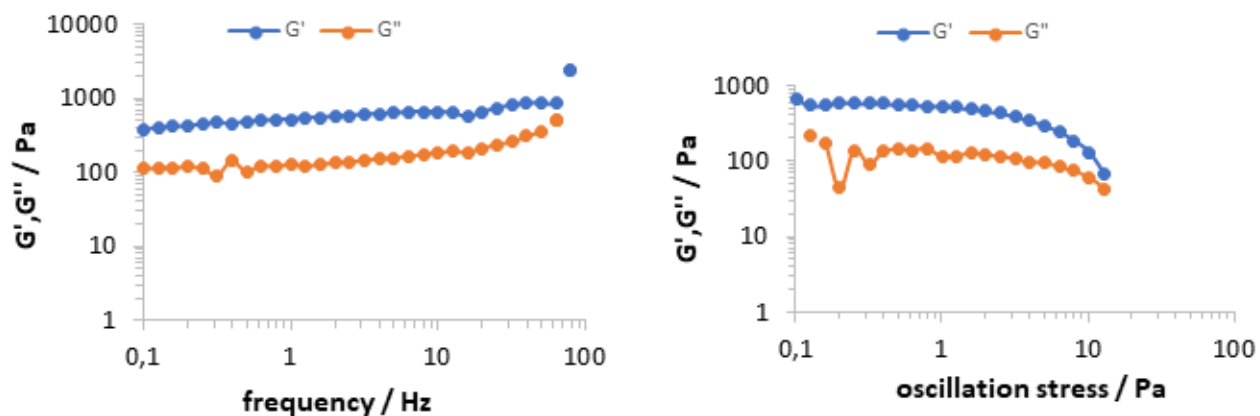 G' G''
10000
1000
100
10
1
0,1 1 10 100
G',G'' / Pa
frequency / Hz
G' G''
1000
100
10
1
0,1 1 10 100
G',G'' / Pa
oscillation stress / Pa